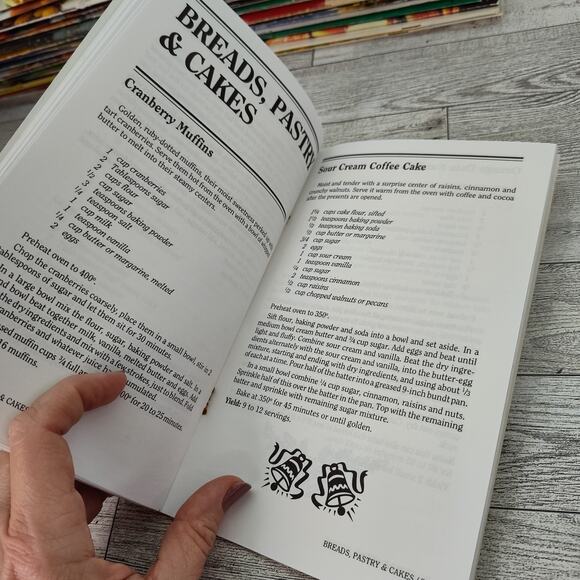 BREADS, PASTRY
& CAKES
Cranberry Muffins
Golden, ruby-dotted muffins, their moist sweetness setting off
tart cranberries. Serve them hot from the oven with a bowl of
butter to melt into their steamy centers.
1 cup cranberries
2 Tablespoons sugar
2 cups flour
½ cup sugar
3 teaspoons baking powder
¼ teaspoon salt
1 cup milk
1 teaspoon vanilla
¼ cup butter or margarine, melted
2 eggs
Preheat oven to 400°
Chop the cranberries coarsely, place them in a small bowl, stir in 2
tablespoons of sugar and let them sit for 30 minutes.
In a large bowl mix the flour, sugar, baking powder and salt. In
bowl beat together milk, vanilla, melted butter and eggs. Add
the dry ingredients and mix with a few strokes, just to blend. Fold
cranberries and whatever juice accumulated.
muffin cups ¾ full
400° for 20 to 25 minutes.
16 muffins.
& CAKES
Sour Cream Coffee Cake
Moist and tender with a surprise center of raisins, cinnamon and
crunchy walnuts. Serve it warm from the oven with coffee and cocoa
after the presents are opened.
cups cake flour, sifted
teaspoons baking powder
½ teaspoons baking soda
½ cup butter or margarine
3/4 cup sugar
2 eggs
1 cup sour cream
1 teaspoon vanilla
¼ cup sugar
2 teaspoons cinnamon
½ cup raisins
½ cup chopped walnuts or pecans
Preheat oven to 350°.
Sift flour, baking powder and soda into a bowl and set aside. In a
medium bowl cream butter and ¾ cup sugar. Add eggs and beat until
light and fluffy. Combine sour cream and vanilla. Beat the dry ingre-
dients alternately with the sour cream and vanilla, into the butter-egg
mixture, starting and ending with dry ingredients, and using about ⅓
of each at a time. Pour half of the batter into a greased 9-inch bundt pan.
In a small bowl combine ¼ cup sugar, cinnamon, raisins and nuts.
Sprinkle half of this over the batter in the pan. Top with the remaining
batter and sprinkle with remaining sugar mixture.
Bake at 350° for 45 minutes or until golden.
Yield: 9 to 12 servings.
BREADS, PASTRY & CAKES /